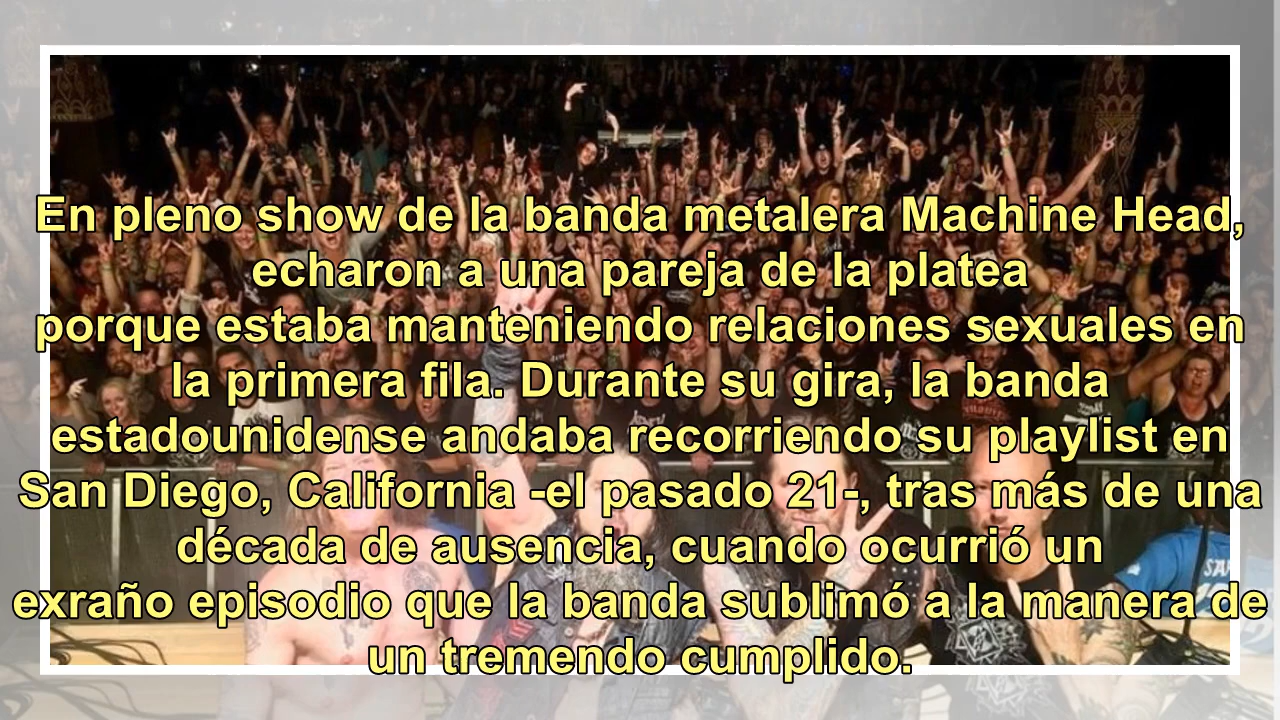 En pleno show de la banda metalera Machine Head,
echaron a una pareja de la platea
porque estaba manteniendo relaciones sexuales en
la primera fila. Durante su gira, la banda
estadounidense andaba recorriendo su playlist en
San Diego, California -el pasado 21-, tras más de una
década de ausencia, cuando ocurrió un
exraño episodio que la banda sublimó a la manera de
un tremendo cumplido.